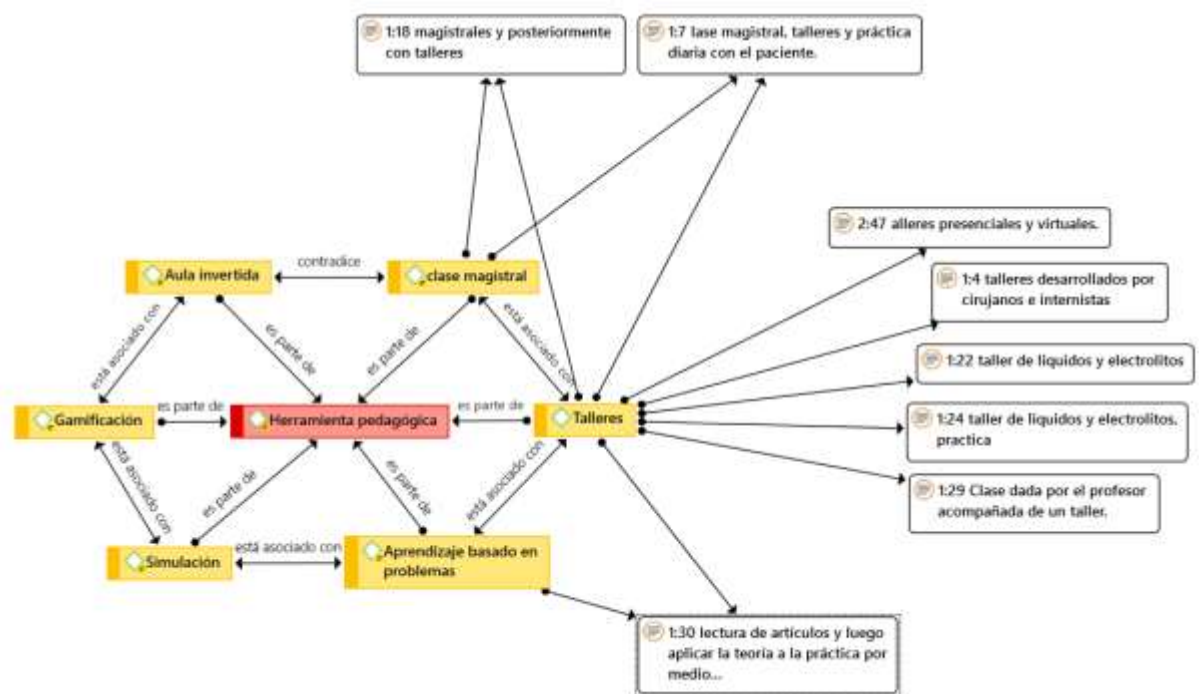 1:18 magistrales y posteriormente
con talleres
1:7 lase magistral, talleres y práctica
diaria con el paciente.
2:47 alleres presenciales y virtuales.
Aula invertida
contradice
clase magistral
1:4 talleres desarrollados por
cirujanos e internistas
está asociado con
es parte de
es parte de
está asociado con
1:22 taller de liquidos y electrolitos
Gamificación
es parte de
Herramienta pedagógica
es parte de
Talleres
1:24 taller de liquidos y electrolitos.
practica
está asociado con
es parte de
es parte de
está asociado con
1:29 Clase dada por el profesor
acompañada de un taller.
Simulación
está asociado con
Aprendizaje basado en
problemas
1:30 lectura de artículos y luego
aplicar la teoría a la práctica por
medio...